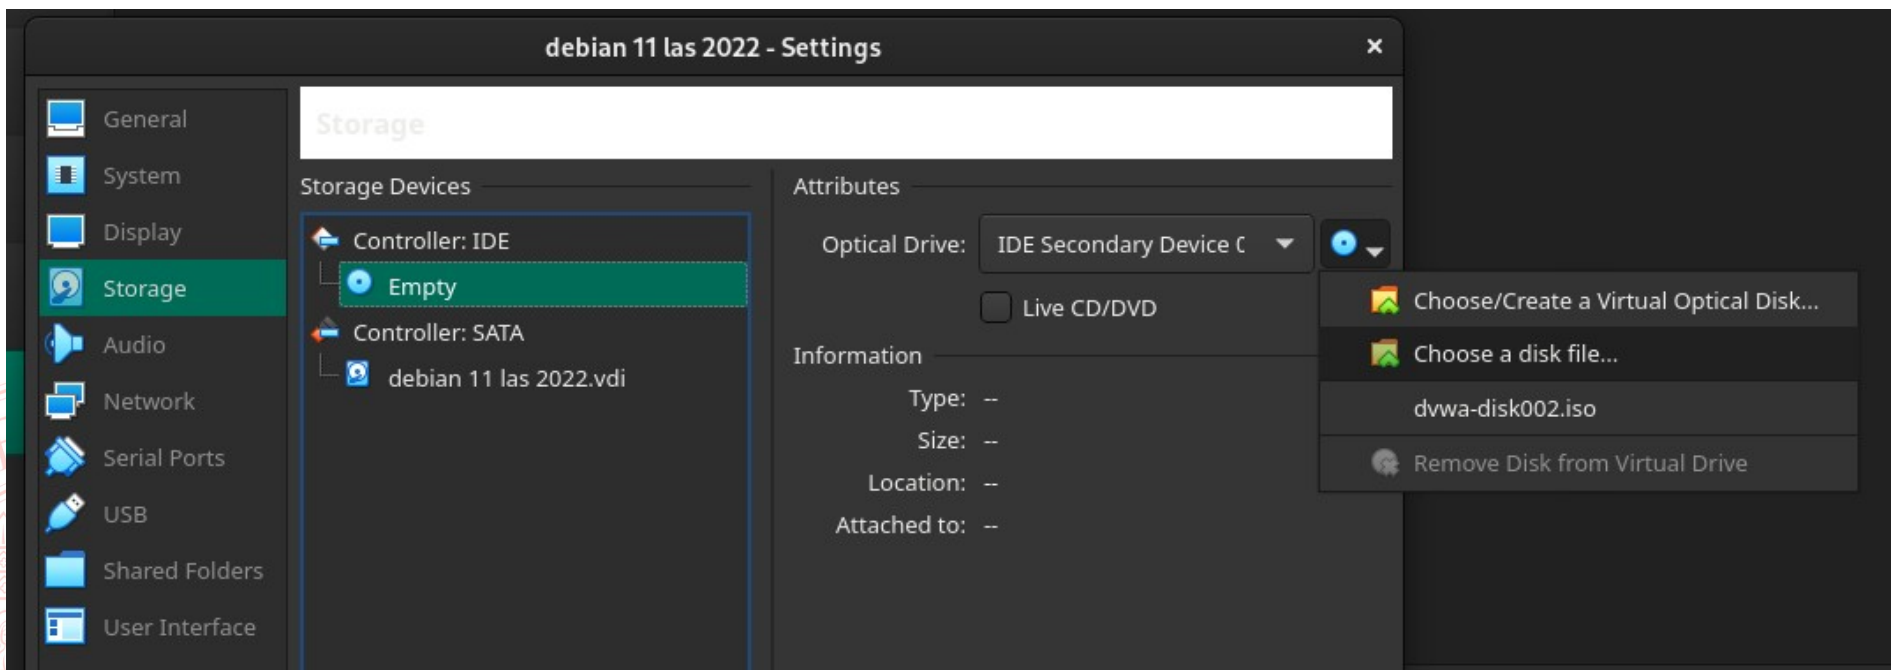 debian 11 las 2022 - Settings
General
System
Display
Storage
Audio
Network
Serial Ports
USB
Shared Folders
User Interface
Storage
Storage Devices
Controller: IDE
Empty
Controller: SATA
debian 11 las 2022.vdi
Attributes
Optical Drive: IDE Secondary Device
Live CD/DVD
Information
Type: --
Size: --
Location: --
Attached to: --
Choose/Create a Virtual Optical Disk...
Choose a disk file...
dvwa-disk002.iso
Remove Disk from Virtual Drive